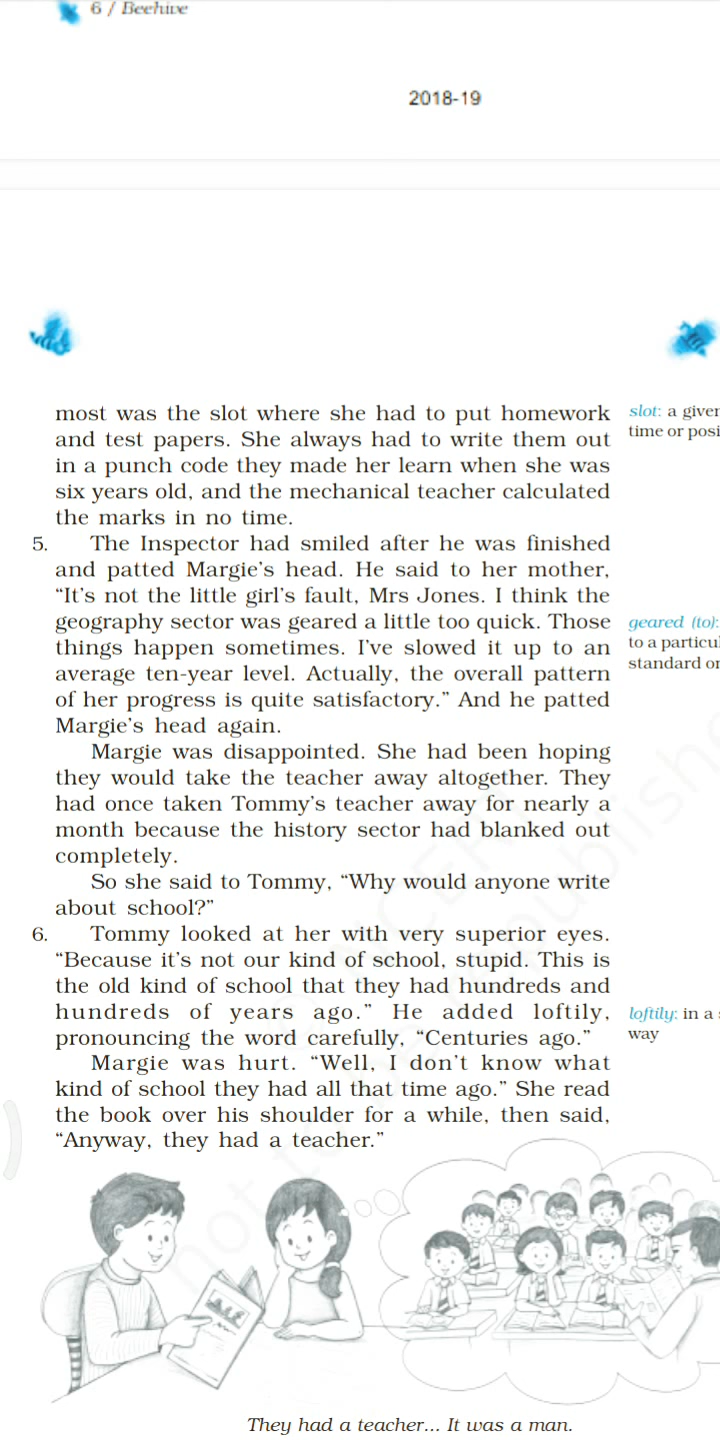 6 / Beehive
2018-19
most was the slot where she had to put homework
and test papers. She always had to write them out
in a punch code they made her learn when she was
six years old, and the mechanical teacher calculated
the marks in no time.
slot: a given
time or posi
5. The Inspector had smiled after he was finished
and patted Margie's head. He said to her mother,
“It's not the little girl's fault, Mrs Jones. I think the
geography sector was geared a little too quick. Those
things happen sometimes. I've slowed it up to an
average ten-year level. Actually, the overall pattern
of her progress is quite satisfactory.” And he patted
Margie's head again.
geared (to):
to a particul
standard or
Margie was disappointed. She had been hoping
they would take the teacher away altogether. They
had once taken Tommy's teacher away for nearly a
month because the history sector had blanked out
completely.
So she said to Tommy, “Why would anyone write
about school?”
6. Tommy looked at her with very superior eyes.
“Because it's not our kind of school, stupid. This is
the old kind of school that they had hundreds and
hundreds of years ago.” He added loftily,
pronouncing the word carefully, “Centuries ago.”
loftily: in a
way
Margie was hurt. “Well, I don't know what
kind of school they had all that time ago.” She read
the book over his shoulder for a while, then said,
“Anyway, they had a teacher.”
They had a teacher... It was a man.